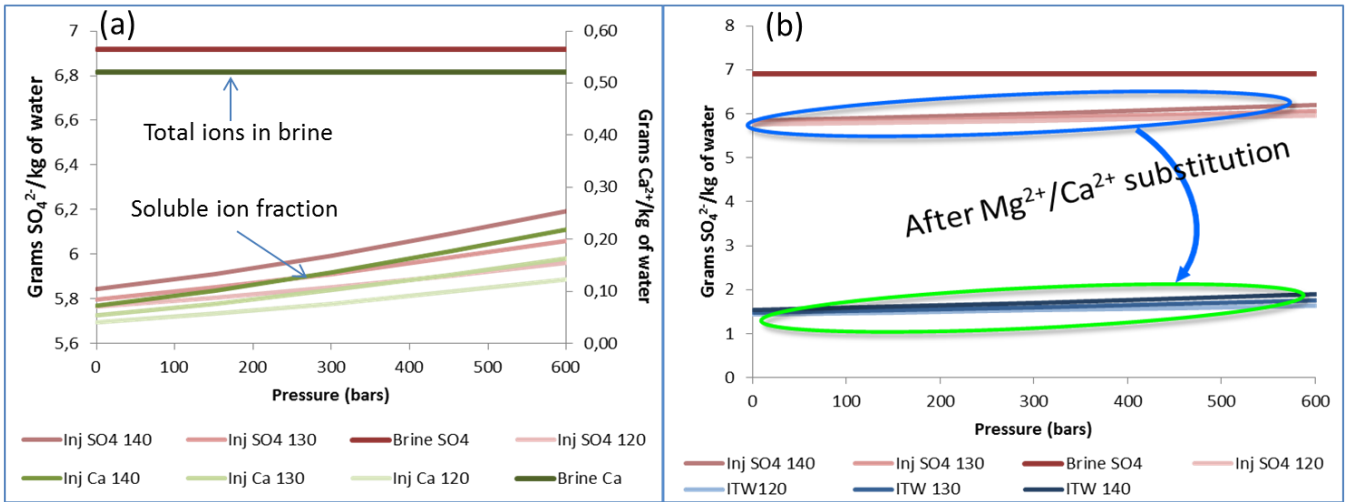 (a)
7
6,8
6,6
6,4
6,2
6
5,8
5,6
Grams SO₄²⁻/kg of water
0,60
0,50
0,40
0,30
0,20
0,10
0,00
Grams Ca²⁺/kg of water
Total ions in brine
Soluble ion fraction
0 100 200 300 400 500 600
Pressure (bars)
Inj SO4 140 Inj SO4 130 Brine SO4 Inj SO4 120
Inj Ca 140 Inj Ca 130 Inj Ca 120 Brine Ca
(b)
8
7
6
5
4
3
2
1
0
Grams SO₄²⁻/kg of water
After Mg²⁺/Ca²⁺ substitution
0 100 200 300 400 500 600
Pressure (bars)
Inj SO4 140 Inj SO4 130 Brine SO4 Inj SO4 120
ITW120 ITW 130 ITW 140